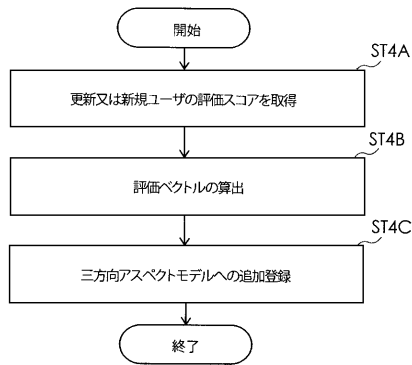 開始
ST4A
更新又は新規ユーザの評価スコアを取得
ST4B
評価ベクトルの算出
ST4C
三方向アスペクトモデルへの追加登録
終了